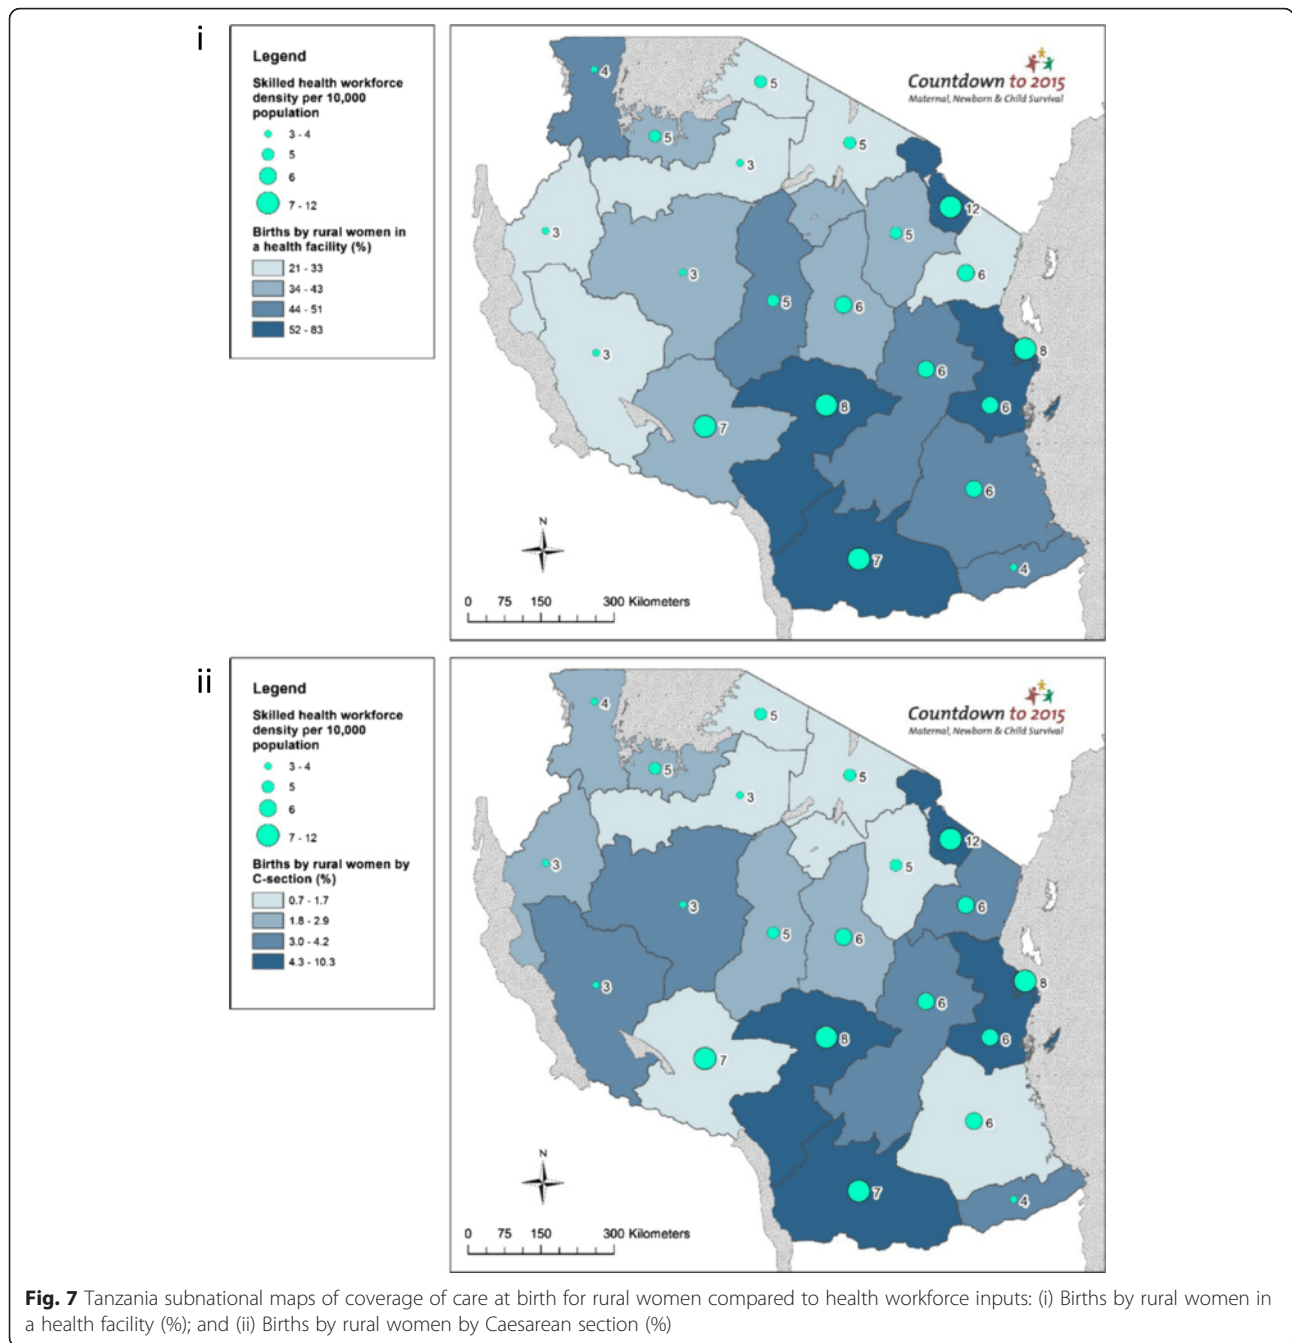 i
Legend
Skilled health workforce
density per 10,000
population
3 - 4
5
6
7 - 12
Births by rural women in
a health facility (%)
21 - 33
34 - 43
44 - 51
52 - 83
Countdown to 2015
Maternal, Newborn & Child Survival
4
5
5
5
3
12
3
5
6
3
5
6
8
3
6
8
6
7
6
7
4
N
0 75 150 300 Kilometers
ii
Legend
Skilled health workforce
density per 10,000
population
3 - 4
5
6
7 - 12
Births by rural women by
C-section (%)
0.7 - 1.7
1.8 - 2.9
3.0 - 4.2
4.3 - 10.3
Countdown to 2015
Maternal, Newborn & Child Survival
4
5
5
5
3
12
3
5
6
3
5
6
8
3
6
8
6
7
6
7
4
N
0 75 150 300 Kilometers
Fig. 7 Tanzania subnational maps of coverage of care at birth for rural women compared to health workforce inputs: (i) Births by rural women in
a health facility (%); and (ii) Births by rural women by Caesarean section (%)